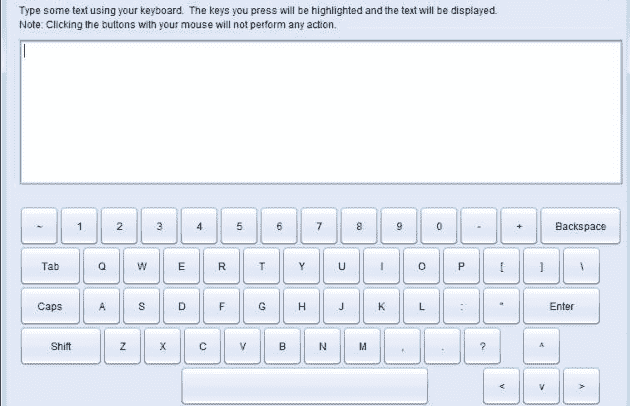 Type some text using your keyboard. The keys you press will be highlighted and the text will be displayed.
Note: Clicking the buttons with your mouse will not perform any action.
~ 1 2 3 4 5 6 7 8 9 0 - + Backspace
Tab Q W E R T Y U I O P [ ] \
Caps A S D F G H J K L : " Enter
Shift Z X C V B N M , . ? ^
< v >